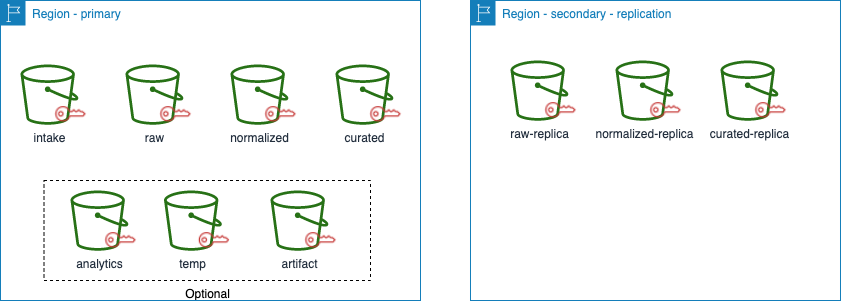 Region - primary
Region - secondary - replication
intake
raw
normalized
curated
raw-replica
normalized-replica
curated-replica
analytics
temp
artifact
Optional